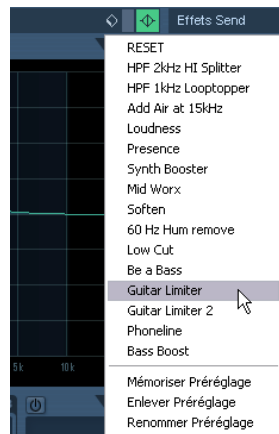 Effets Send
RESET
HPF 2kHz HI Splitter
HPF 1kHz Looptopper
Add Air at 15kHz
Loudness
Presence
Synth Booster
Mid Worx
Soften
60 Hz Hum remove
Low Cut
Be a Bass
Guitar Limiter
Guitar Limiter 2
Phoneline
Bass Boost
5k 10k
Mémoriser Préréglage
Enlever Préréglage
Renommer Préréglage